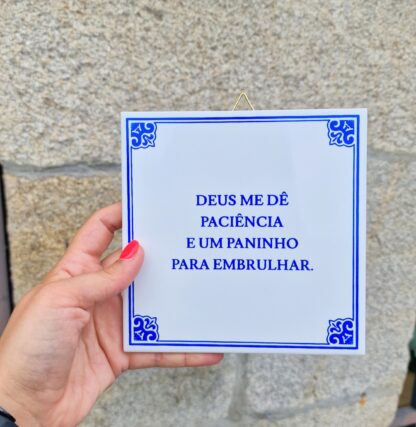 DEUS ME DÊ
PACIÊNCIA
E UM PANINHO
PARA EMBRULHAR.